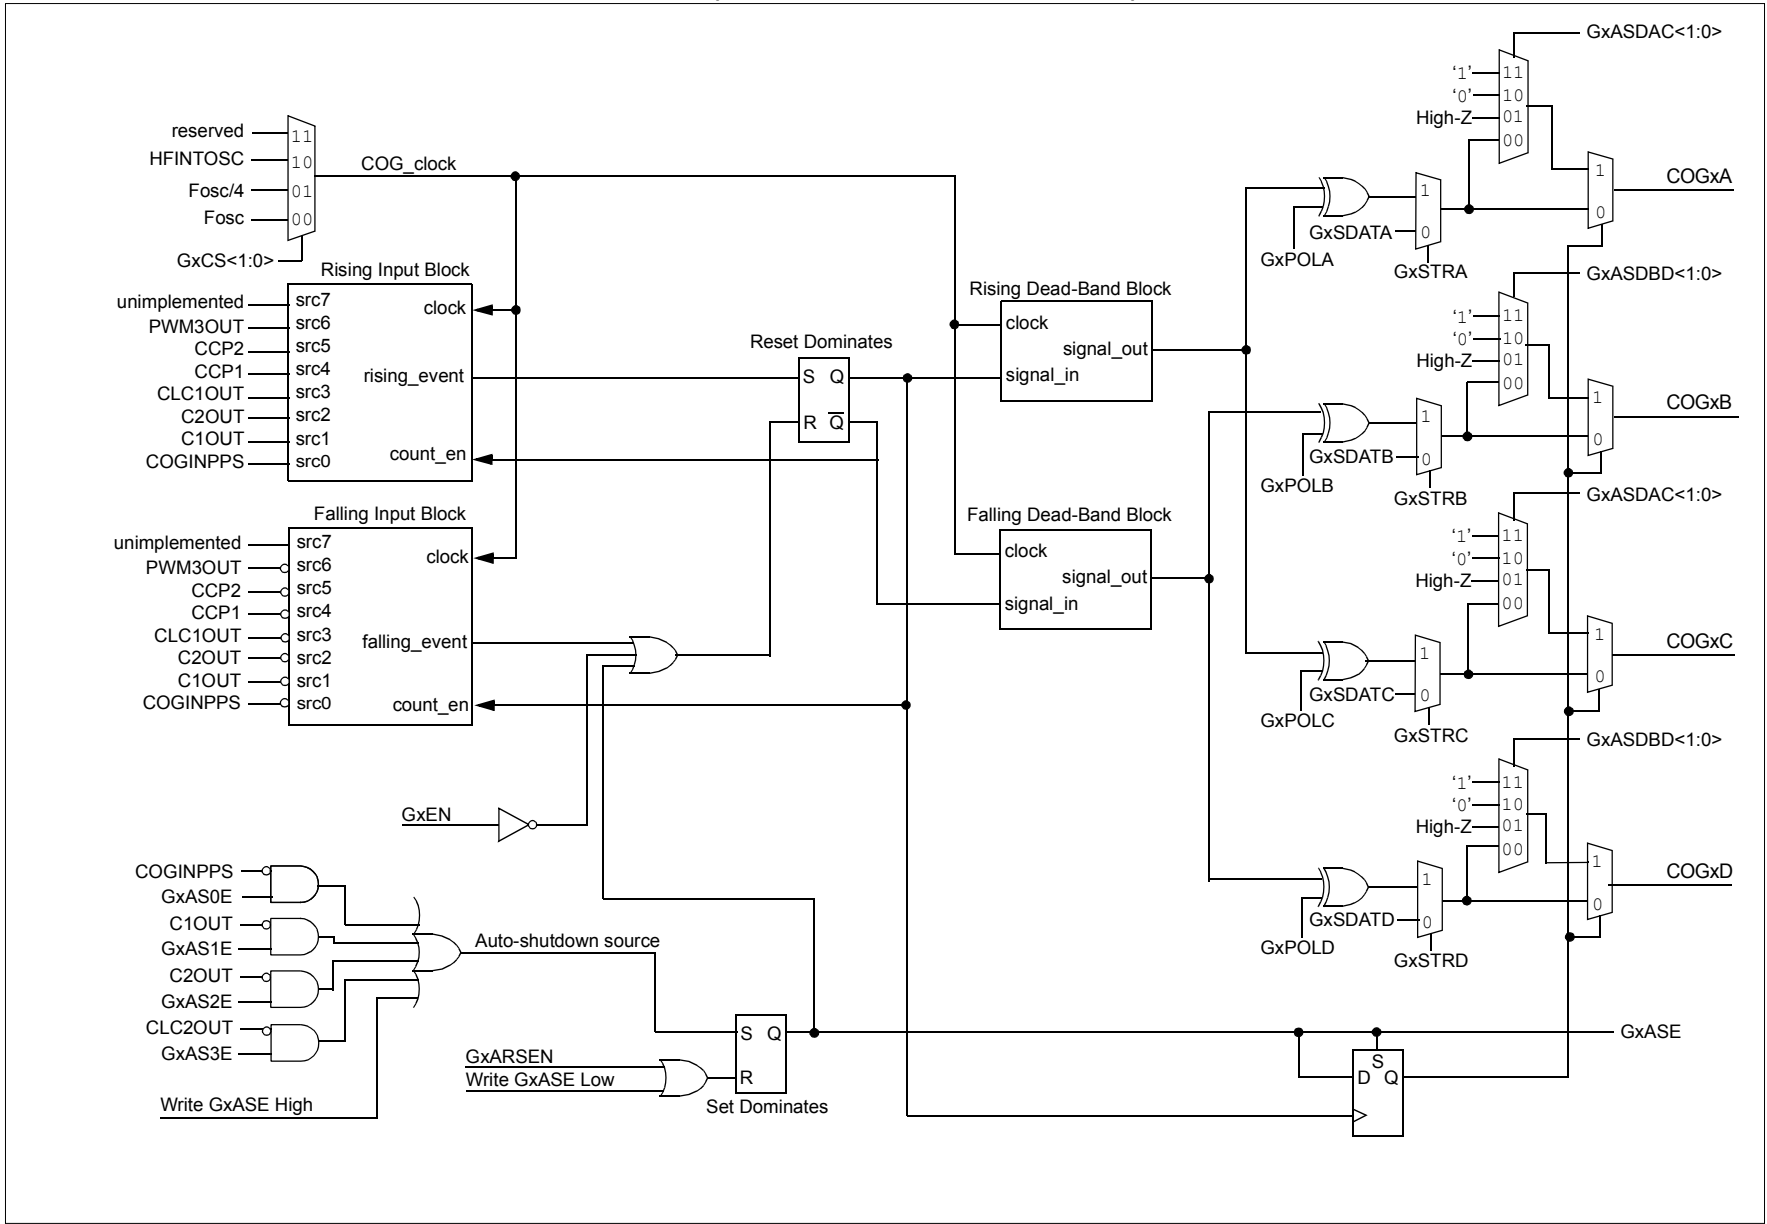 GxASDAC<1:0>
‘1’
11
‘0’
10
High-Z
01
00
1
0
COGxA
GxPOLA
GxSDATA
1
0
GxSTRA
reserved
11
HFINTOSC
10
Fosc/4
01
Fosc
00
GxCS<1:0>
COG_clock
Rising Input Block
unimplemented
src7
PWM3OUT
src6
CCP2
src5
CCP1
src4
CLC1OUT
src3
C2OUT
src2
C1OUT
src1
COGINPPS
src0
clock
rising_event
count_en
Reset Dominates
S Q
R Q
Rising Dead-Band Block
clock
signal_out
signal_in
GxASDBD<1:0>
‘1’
11
‘0’
10
High-Z
01
00
1
0
COGxB
GxPOLB
GxSDATB
1
0
GxSTRB
Falling Input Block
unimplemented
src7
PWM3OUT
src6
CCP2
src5
CCP1
src4
CLC1OUT
src3
C2OUT
src2
C1OUT
src1
COGINPPS
src0
clock
falling_event
count_en
Falling Dead-Band Block
clock
signal_out
signal_in
GxASDAC<1:0>
‘1’
11
‘0’
10
High-Z
01
00
1
0
COGxC
GxPOLC
GxSDATC
1
0
GxSTRC
GxASDBD<1:0>
‘1’
11
‘0’
10
High-Z
01
00
1
0
COGxD
GxPOLD
GxSDATD
1
0
GxSTRD
GxEN
COGINPPS
GxAS0E
C1OUT
GxAS1E
C2OUT
GxAS2E
CLC2OUT
GxAS3E
Write GxASE High
Auto-shutdown source
GxARSEN
Write GxASE Low
S Q
R
Set Dominates
S
D Q
GxASE